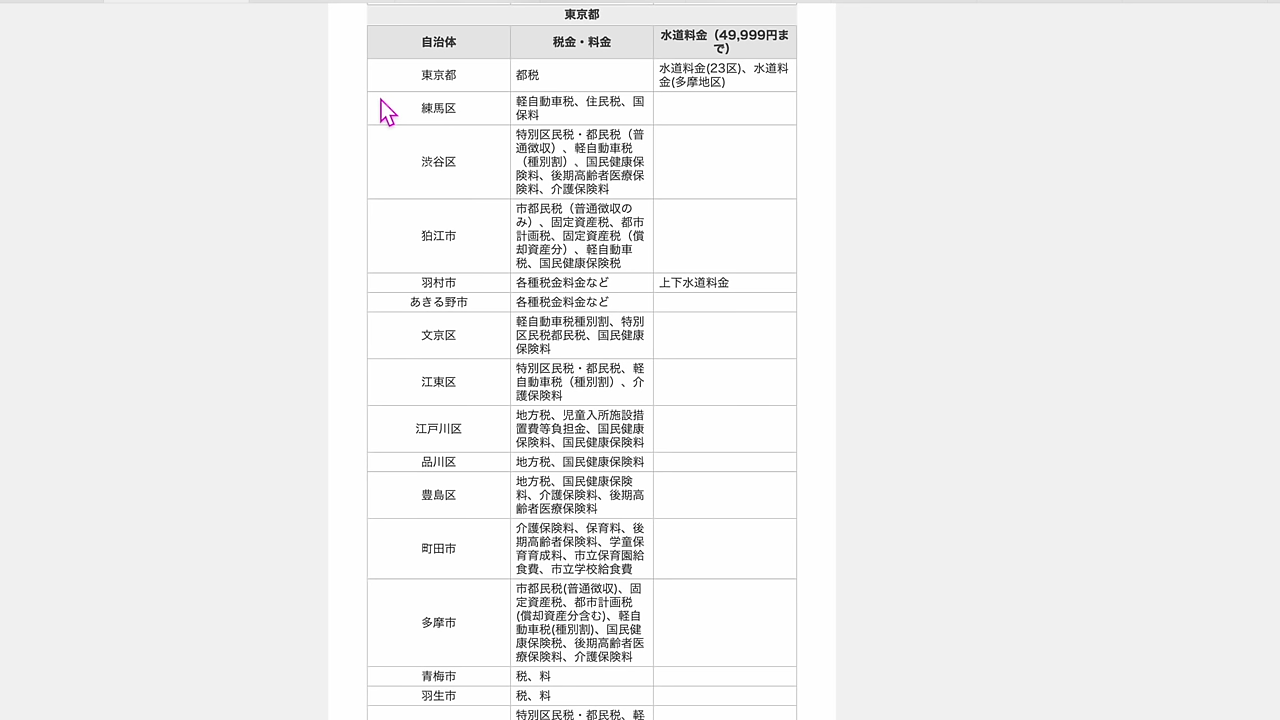 東京都
自治体
税金・料金
水道料金（49,999円ま
で）
東京都
都税
水道料金(23区)、水道料
金(多摩地区)
練馬区
軽自動車税、住民税、国
保料
渋谷区
特別区民税・都民税（普
通徴収）、軽自動車税
（種別割）、国民健康保
険料、後期高齢者医療保
険料、介護保険料
狛江市
市都民税（普通徴収の
み）、固定資産税、都市
計画税、固定資産税（償
却資産分）、軽自動車
税、国民健康保険税
羽村市
各種税金料金など
上下水道料金
あきる野市
各種税金料金など
文京区
軽自動車税種別割、特別
区民税都民税、国民健康
保険料
江東区
特別区民税・都民税、軽
自動車税（種別割）、介
護保険料
江戸川区
地方税、児童入所施設措
置費等負担金、国民健康
保険料、国民健康保険料
品川区
地方税、国民健康保険料
豊島区
地方税、国民健康保険
料、介護保険料、後期高
齢者医療保険料
町田市
介護保険料、保育料、後
期高齢者保険料、学童保
育育成料、市立保育園給
食費、市立学校給食費
多摩市
市都民税(普通徴収)、固
定資産税、都市計画税
(償却資産分含む)、軽自
動車税(種別割)、国民健
康保険税、後期高齢者医
療保険料、介護保険料
青梅市
税、料
羽生市
税、料
特別区民税・都民税、軽